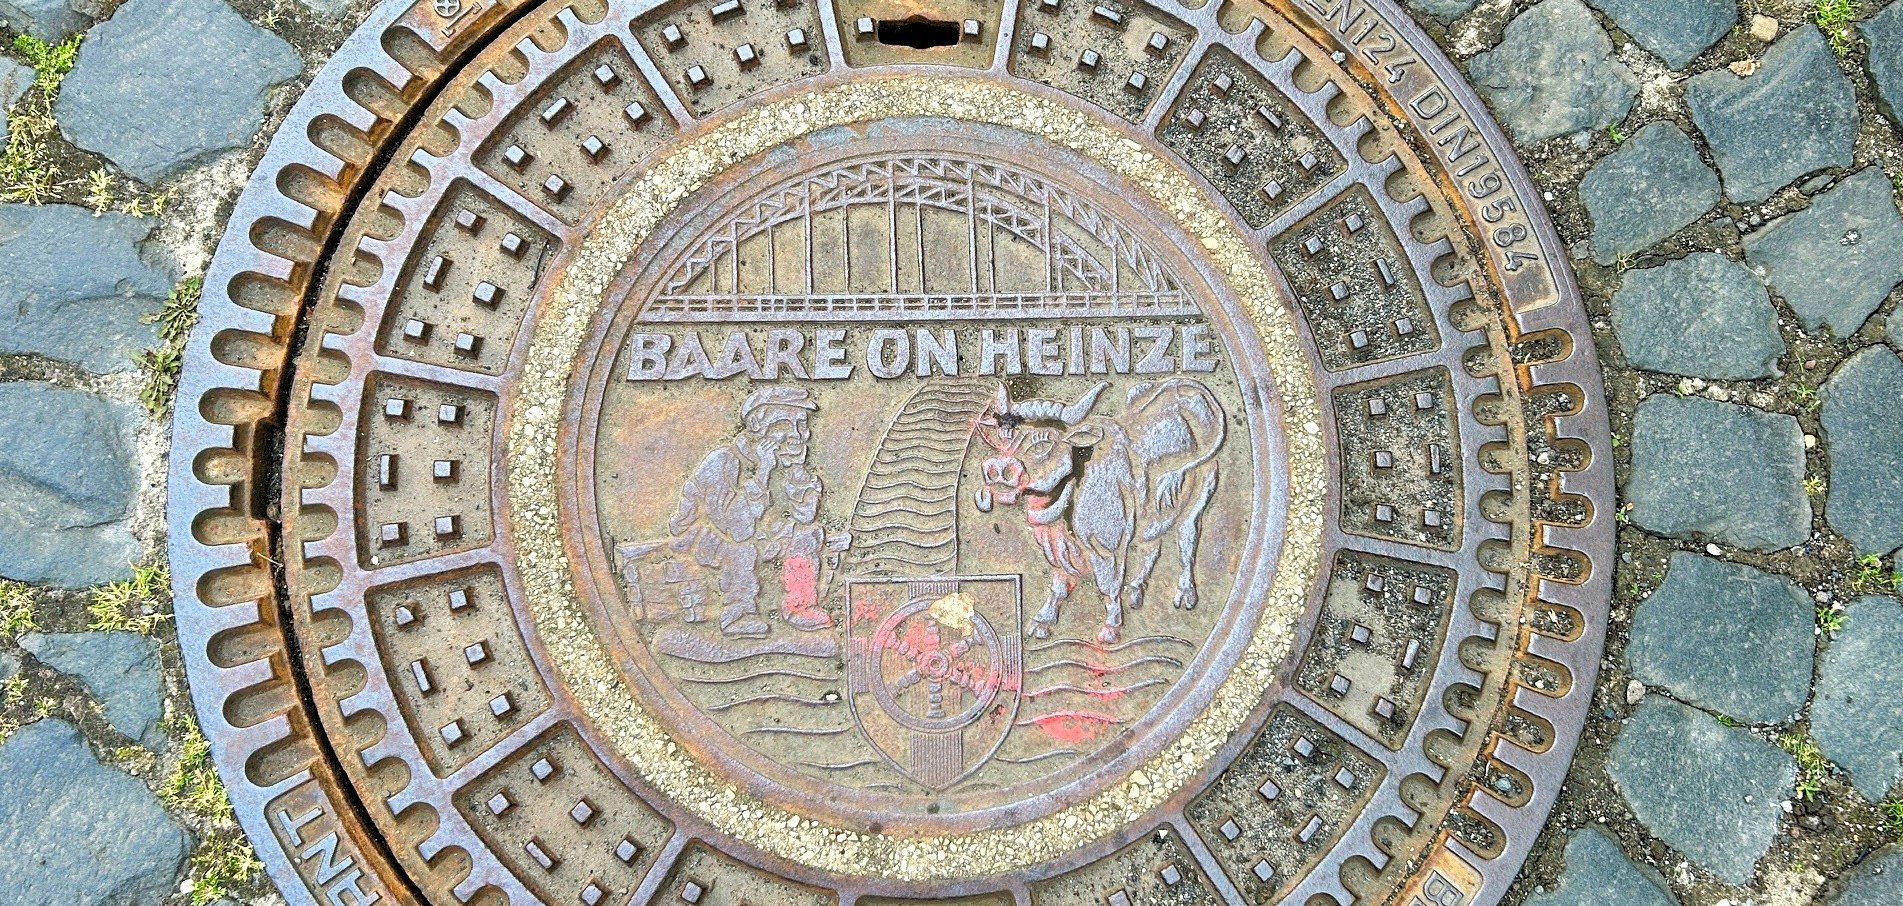 EN124 DIN19584
BAARE ON HEINZE